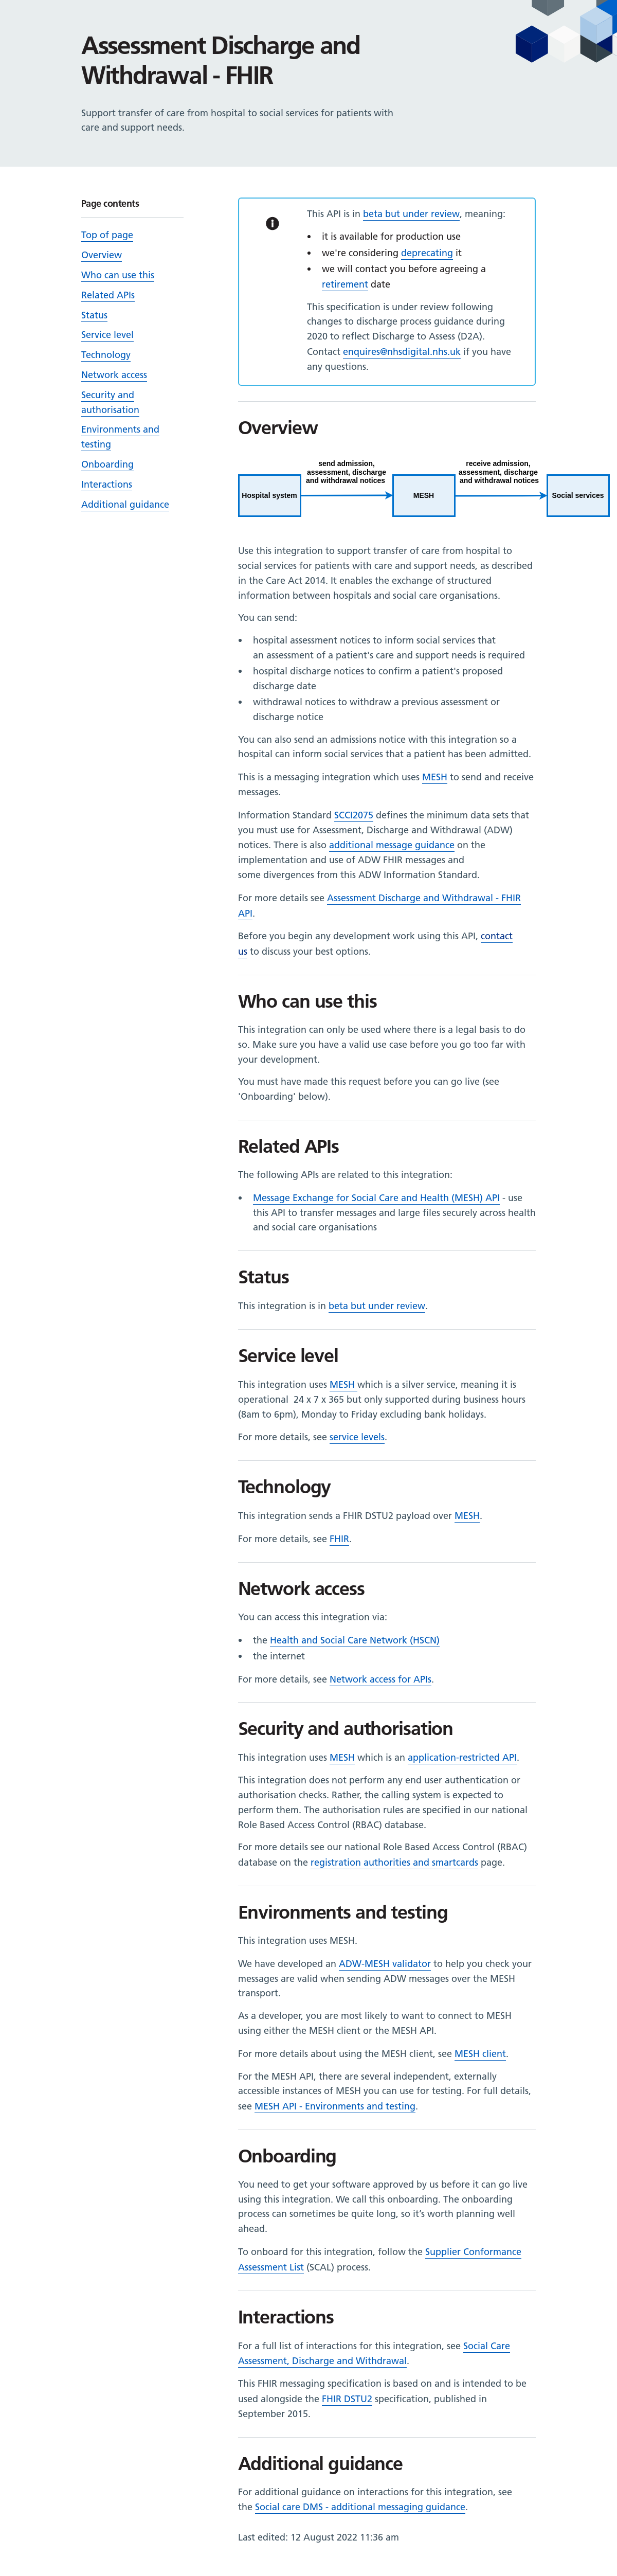 Assessment Discharge and
Withdrawal - FHIR
Support transfer of care from hospital to social services for patients with
care and support needs.
Page contents
Top of page
Overview
Who can use this
Related APIs
Status
Service level
Technology
Network access
Security and
authorisation
Environments and
testing
Onboarding
Interactions
Additional guidance
This API is in beta but under review, meaning:
• it is available for production use
• we're considering deprecating it
• we will contact you before agreeing a
retirement date
This specification is under review following
changes to discharge process guidance during
2020 to reflect Discharge to Assess (D2A).
Contact enquires@nhsdigital.nhs.uk if you have
any questions.
Overview
Hospital system
send admission,
assessment, discharge
and withdrawal notices
MESH
receive admission,
assessment, discharge
and withdrawal notices
Social services
Use this integration to support transfer of care from hospital to
social services for patients with care and support needs, as described
in the Care Act 2014. It enables the exchange of structured
information between hospitals and social care organisations.
You can send:
• hospital assessment notices to inform social services that
an assessment of a patient's care and support needs is required
• hospital discharge notices to confirm a patient's proposed
discharge date
• withdrawal notices to withdraw a previous assessment or
discharge notice
You can also send an admissions notice with this integration so a
hospital can inform social services that a patient has been admitted.
This is a messaging integration which uses MESH to send and receive
messages.
Information Standard SCCI2075 defines the minimum data sets that
you must use for Assessment, Discharge and Withdrawal (ADW)
notices. There is also additional message guidance on the
implementation and use of ADW FHIR messages and
some divergences from this ADW Information Standard.
For more details see Assessment Discharge and Withdrawal - FHIR
API.
Before you begin any development work using this API, contact
us to discuss your best options.
Who can use this
This integration can only be used where there is a legal basis to do
so. Make sure you have a valid use case before you go too far with
your development.
You must have made this request before you can go live (see
'Onboarding' below).
Related APIs
The following APIs are related to this integration:
• Message Exchange for Social Care and Health (MESH) API - use
this API to transfer messages and large files securely across health
and social care organisations
Status
This integration is in beta but under review.
Service level
This integration uses MESH which is a silver service, meaning it is
operational 24 x 7 x 365 but only supported during business hours
(8am to 6pm), Monday to Friday excluding bank holidays.
For more details, see service levels.
Technology
This integration sends a FHIR DSTU2 payload over MESH.
For more details, see FHIR.
Network access
You can access this integration via:
• the Health and Social Care Network (HSCN)
• the internet
For more details, see Network access for APIs.
Security and authorisation
This integration uses MESH which is an application-restricted API.
This integration does not perform any end user authentication or
authorisation checks. Rather, the calling system is expected to
perform them. The authorisation rules are specified in our national
Role Based Access Control (RBAC) database.
For more details see our national Role Based Access Control (RBAC)
database on the registration authorities and smartcards page.
Environments and testing
This integration uses MESH.
We have developed an ADW-MESH validator to help you check your
messages are valid when sending ADW messages over the MESH
transport.
As a developer, you are most likely to want to connect to MESH
using either the MESH client or the MESH API.
For more details about using the MESH client, see MESH client.
For the MESH API, there are several independent, externally
accessible instances of MESH you can use for testing. For full details,
see MESH API - Environments and testing.
Onboarding
You need to get your software approved by us before it can go live
using this integration. We call this onboarding. The onboarding
process can sometimes be quite long, so it's worth planning well
ahead.
To onboard for this integration, follow the Supplier Conformance
Assessment List (SCAL) process.
Interactions
For a full list of interactions for this integration, see Social Care
Assessment, Discharge and Withdrawal.
This FHIR messaging specification is based on and is intended to be
used alongside the FHIR DSTU2 specification, published in
September 2015.
Additional guidance
For additional guidance on interactions for this integration, see
the Social care DMS - additional messaging guidance.
Last edited: 12 August 2022 11:36 am